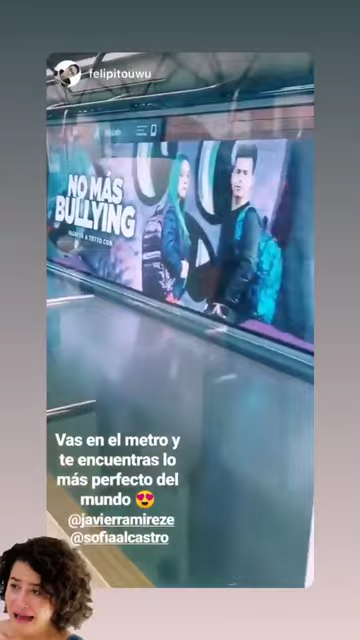 felipitouwu
NO MÁS
BULLYING
Vas en el metro y
te encuentras lo
más perfecto del
mundo 😍
@javierramireze
@sofiaalcastro